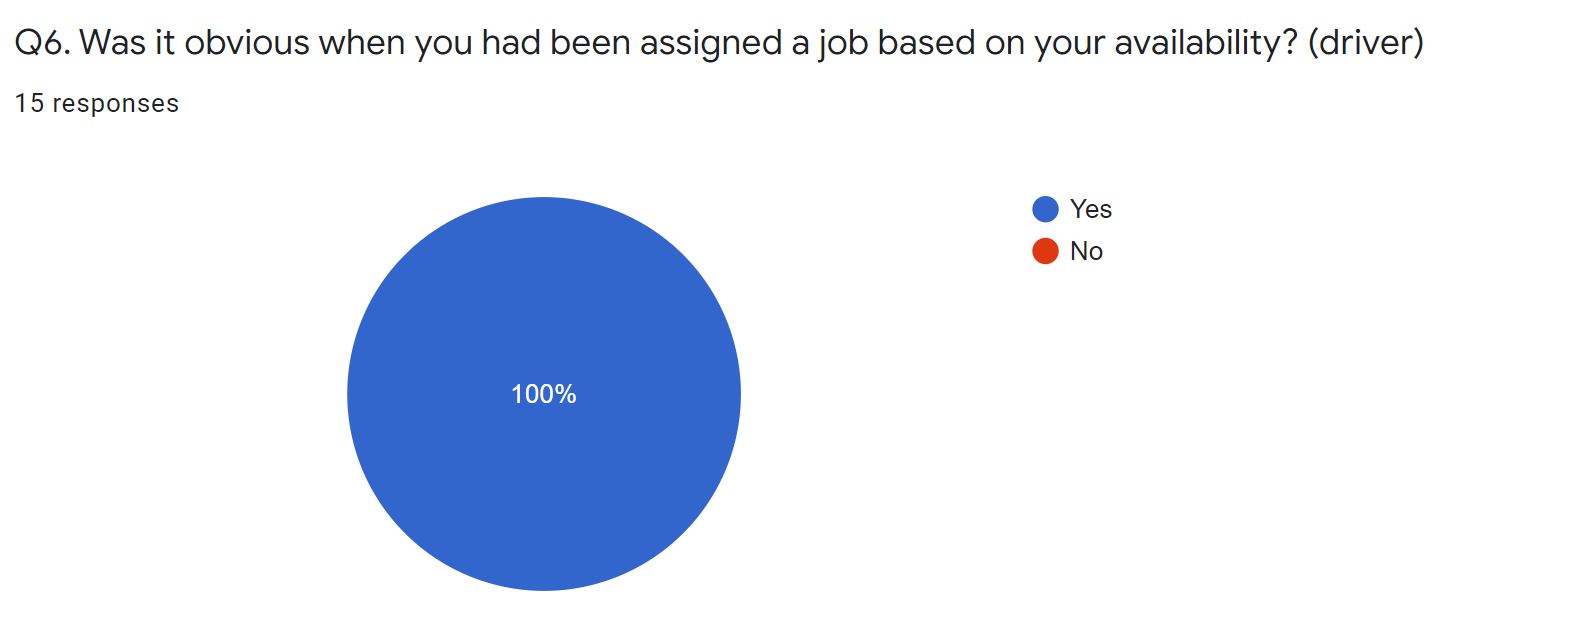 Q6. Was it obvious when you had been assigned a job based on your availability? (driver)
15 responses
Yes
No
100%